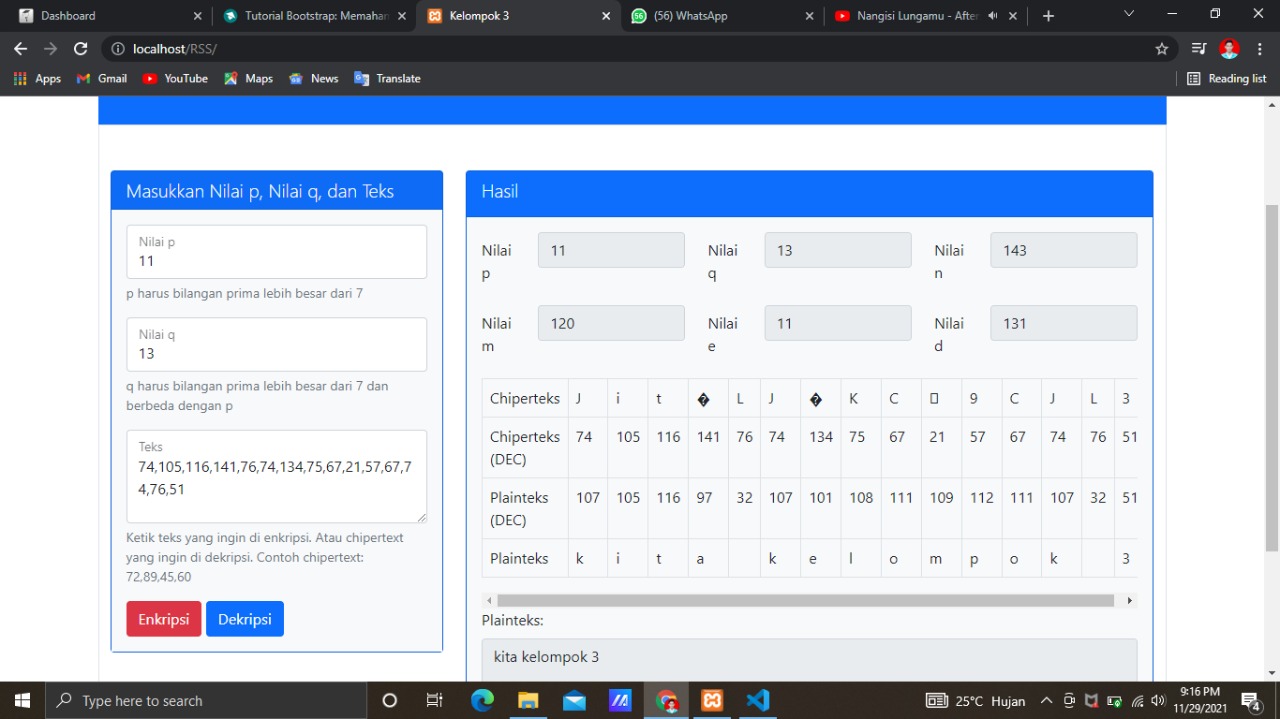 Dashboard
Tutorial Bootstrap: Memahan
Kelompok 3
(56) WhatsApp
Nangisi Lungamu - After
localhost/RSS/
Apps
Gmail
YouTube
Maps
News
Translate
Reading list
Masukkan Nilai p, Nilai q, dan Teks
Nilai p
11
p harus bilangan prima lebih besar dari 7
Nilai q
13
q harus bilangan prima lebih besar dari 7 dan
berbeda dengan p
Teks
74,105,116,141,76,74,134,75,67,21,57,67,7
4,76,51
Ketik teks yang ingin di enkripsi. Atau chipertext
yang ingin di dekripsi. Contoh chipertext:
72,89,45,60
Enkripsi Dekripsi
Hasil
Nilai p 11 Nilai q 13 Nilai n 143
Nilai m 120 Nilai e 11 Nilai d 131
Chiperteks J i t � L J � K C 9 C J L 3
Chiperteks (DEC) 74 105 116 141 76 74 134 75 67 21 57 67 74 76 51
Plainteks (DEC) 107 105 116 97 32 107 101 108 111 109 112 111 107 32 51
Plainteks k i t a k e l o m p o k 3
Plainteks:
kita kelompok 3
Type here to search
25°C Hujan
9:16 PM
11/29/2021
4